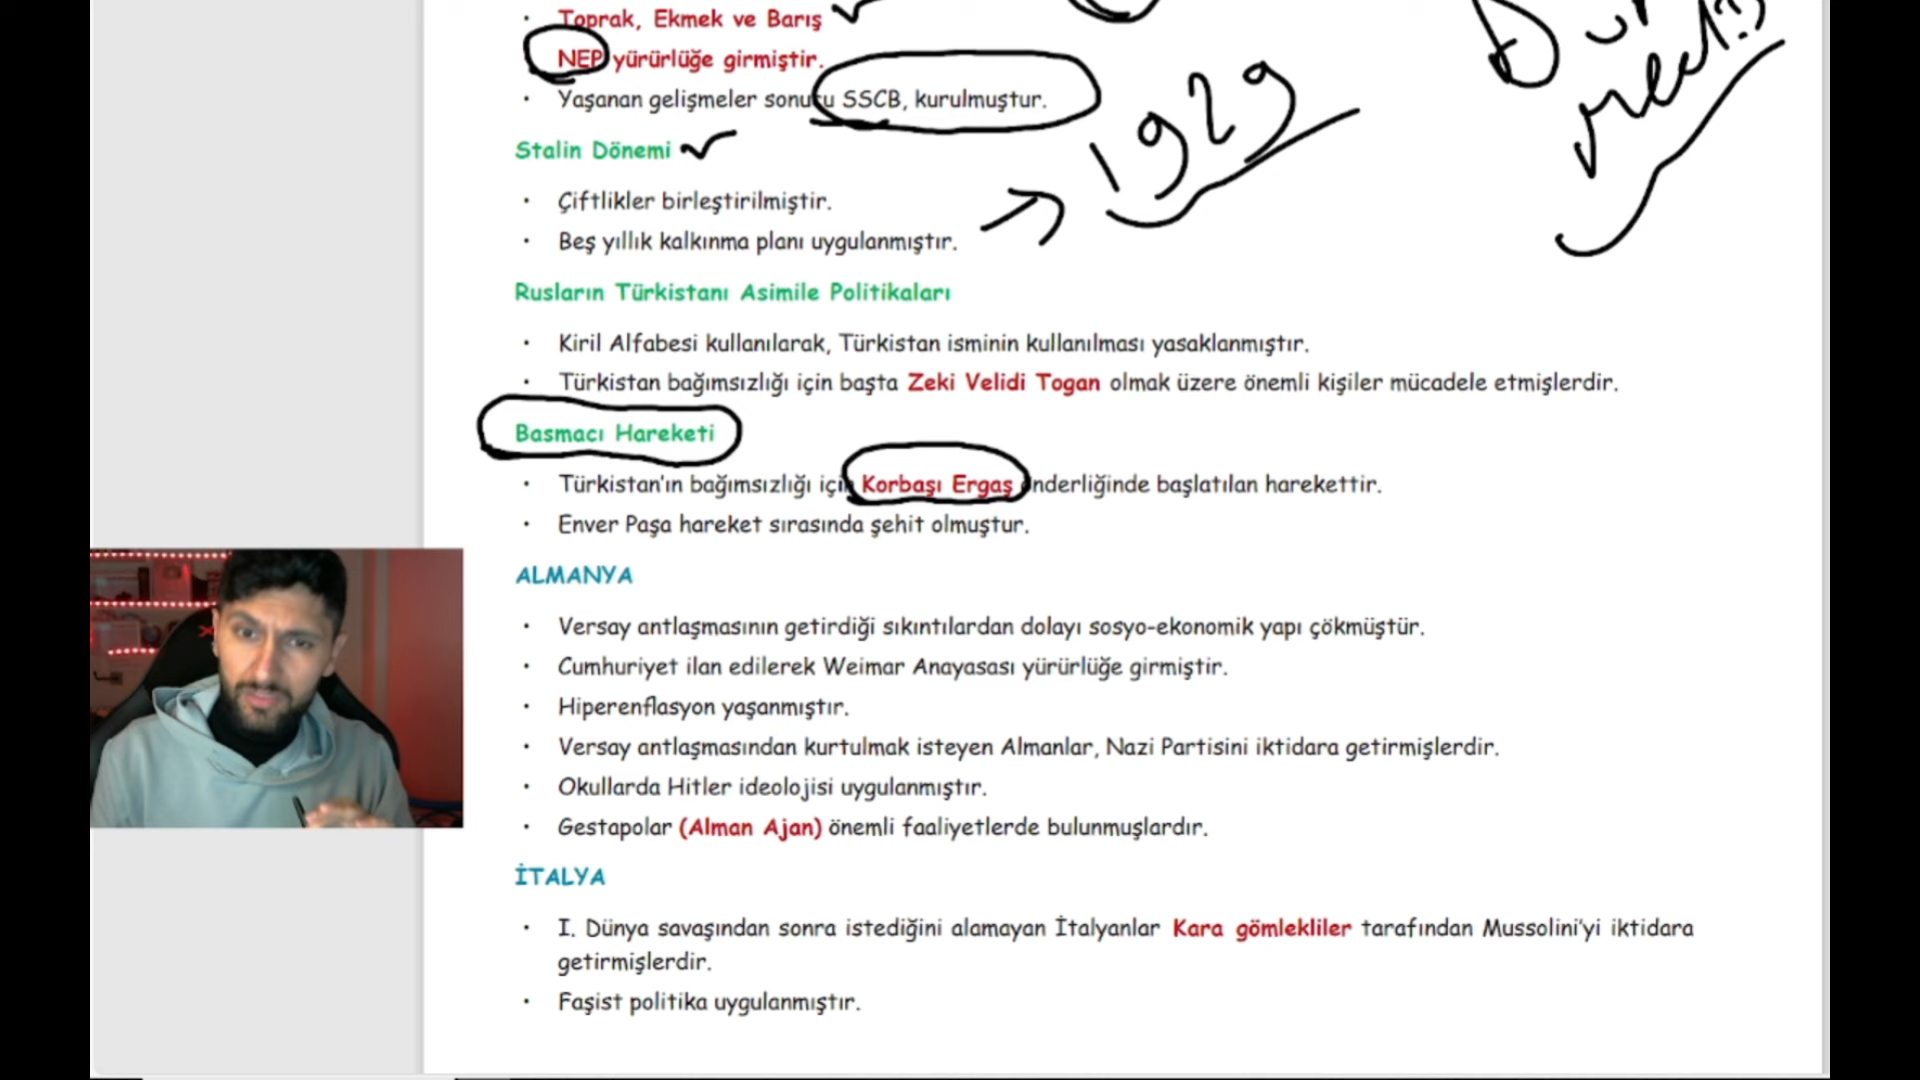 • Toprak, Ekmek ve Barış
NEP yürürlüğe girmiştir.
• Yaşanan gelişmeler sonucu SSCB, kurulmuştur.
1929
Stalin Dönemi
• Çiftlikler birleştirilmiştir.
• Beş yıllık kalkınma planı uygulanmıştır.
Rusların Türkistanı Asimile Politikaları
• Kiril Alfabesi kullanılarak, Türkistan isminin kullanılması yasaklanmıştır.
• Türkistan bağımsızlığı için başta Zeki Velidi Togan olmak üzere önemli kişiler mücadele etmişlerdir.
Basmacı Hareketi
• Türkistan'ın bağımsızlığı için Korbaşı Ergaş önderliğinde başlatılan harekettir.
• Enver Paşa hareket sırasında şehit olmuştur.
ALMANYA
• Versay antlaşmasının getirdiği sıkıntılardan dolayı sosyo-ekonomik yapı çökmüştür.
• Cumhuriyet ilan edilerek Weimar Anayasası yürürlüğe girmiştir.
• Hiperenflasyon yaşanmıştır.
• Versay antlaşmasından kurtulmak isteyen Almanlar, Nazi Partisini iktidara getirmişlerdir.
• Okullarda Hitler ideolojisi uygulanmıştır.
• Gestapolar (Alman Ajan) önemli faaliyetlerde bulunmuşlardır.
İTALYA
• I. Dünya savaşından sonra istediğini alamayan İtalyanlar Kara gömlekliler tarafından Mussolini'yi iktidara
getirmişlerdir.
• Faşist politika uygulanmıştır.